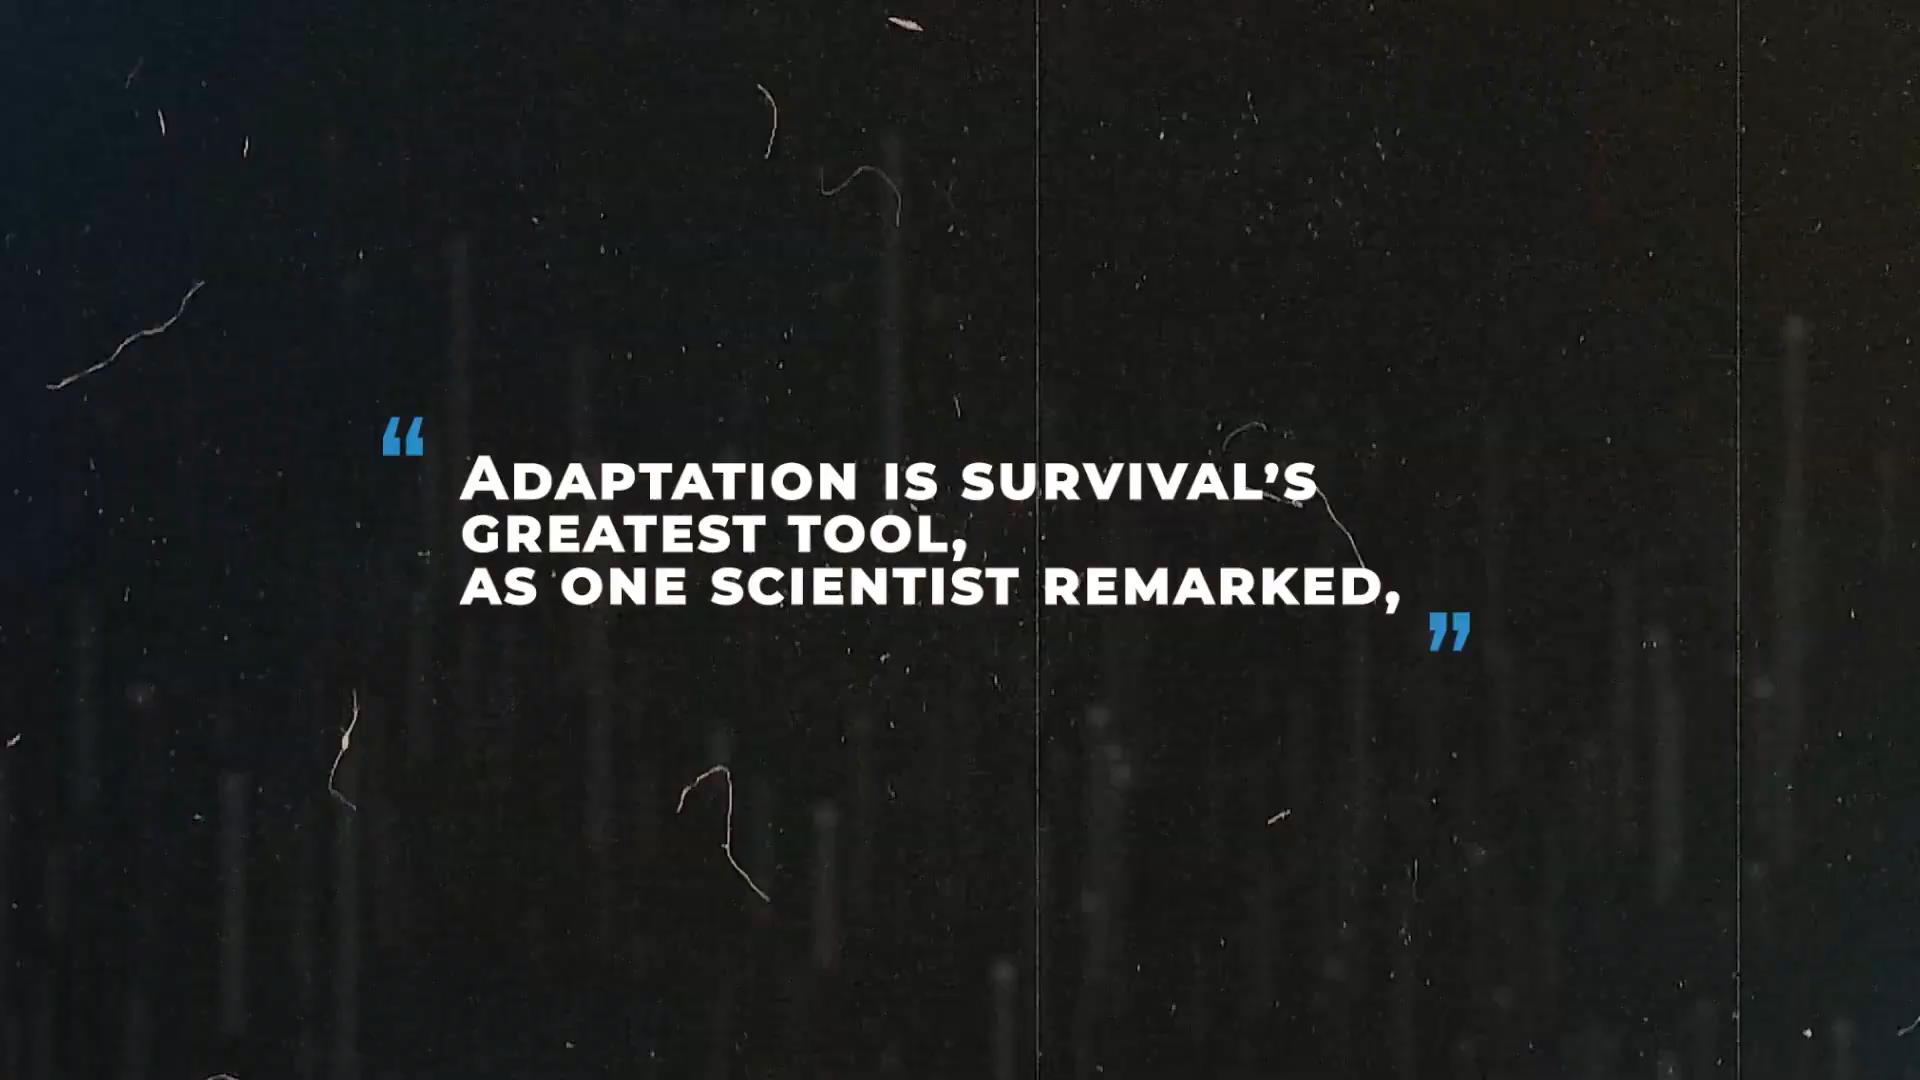 “ Adaptation is survival’s
greatest tool,
as one scientist remarked, ”